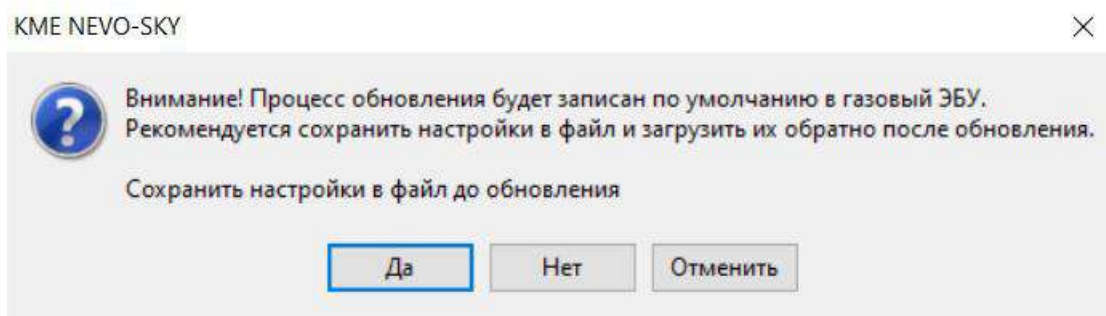 KME NEVO-SKY
Внимание! Процесс обновления будет записан по умолчанию в газовый ЭБУ.
Рекомендуется сохранить настройки в файл и загрузить их обратно после обновления.
Сохранить настройки в файл до обновления
Да Нет Отменить